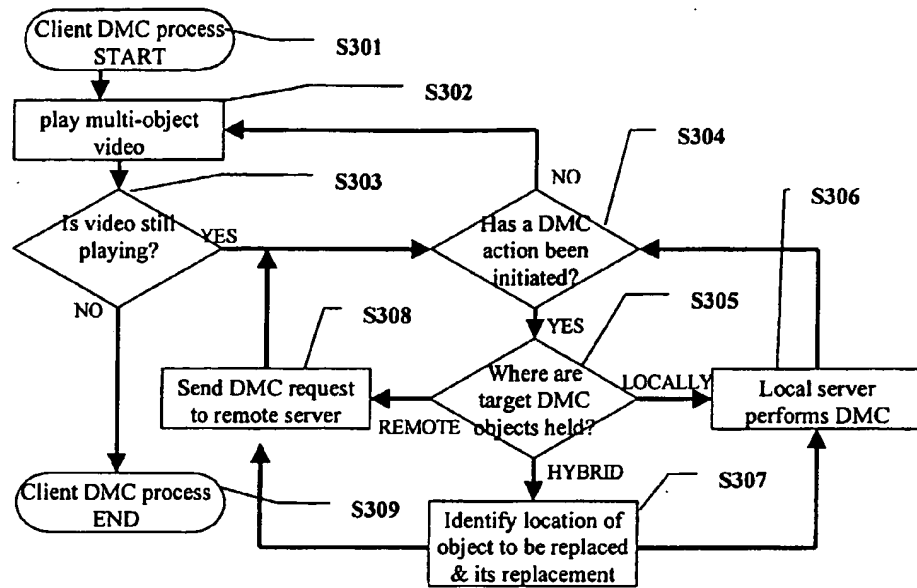 Client DMC process
START
S301
play multi-object
video
S302
Is video still
playing?
S303
YES
NO
Has a DMC
action been
initiated?
S304
NO
YES
Where are
target DMC
objects held?
S305
LOCALLY
REMOTE
HYBRID
Local server
performs DMC
S306
Identify location of
object to be replaced
& its replacement
S307
Send DMC request
to remote server
S308
Client DMC process
END
S309